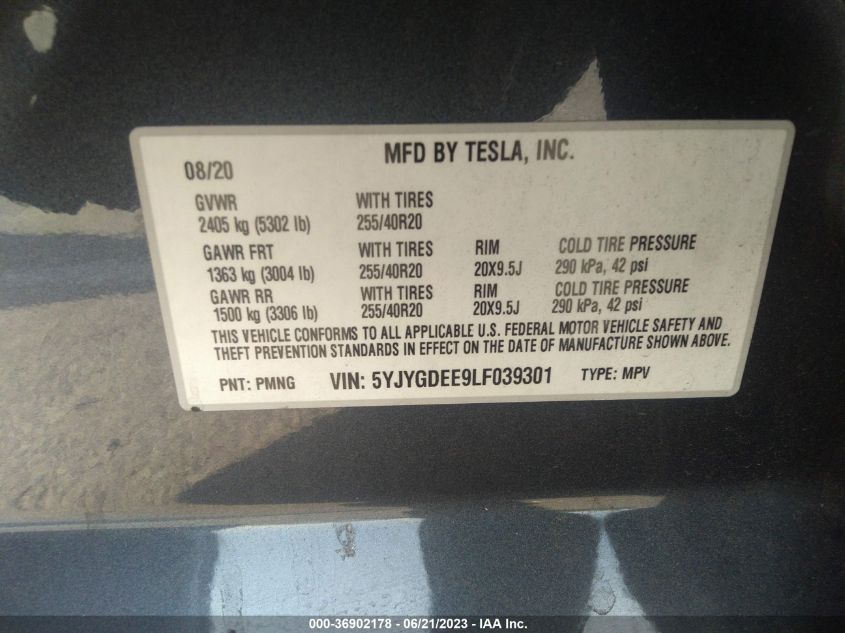 MFD BY TESLA, INC.
08/20
GVWR WITH TIRES
2405 kg (5302 lb) 255/40R20
GAWR FRT WITH TIRES RIM COLD TIRE PRESSURE
1363 kg (3004 lb) 255/40R20 20X9.5J 290 kPa, 42 psi
GAWR RR WITH TIRES RIM COLD TIRE PRESSURE
1500 kg (3306 lb) 255/40R20 20X9.5J 290 kPa, 42 psi
THIS VEHICLE CONFORMS TO ALL APPLICABLE U.S. FEDERAL MOTOR VEHICLE SAFETY AND
THEFT PREVENTION STANDARDS IN EFFECT ON THE DATE OF MANUFACTURE SHOWN ABOVE.
PNT: PMNG VIN: 5YJYGDEE9LF039301 TYPE: MPV
000-36902178 - 06/21/2023 - IAA Inc.